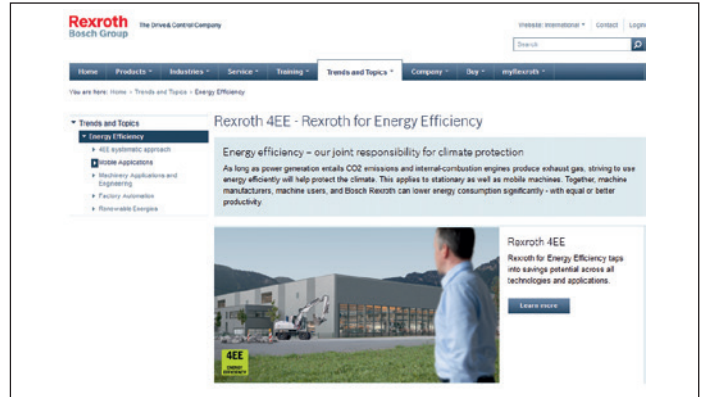 Rexroth
Bosch Group
The Drive & Control Company
Website: International
Contact
Login
Search
Home
Products
Industries
Service
Training
Trends and Topics
Company
Buy
myRexroth
You are here: Home > Trends and Topics > Energy Efficiency
Trends and Topics
Energy Efficiency
4EE systematic approach
Mobile Applications
Machinery Applications and
Engineering
Factory Automation
Renewable Energies
Rexroth 4EE - Rexroth for Energy Efficiency
Energy efficiency – our joint responsibility for climate protection
As long as power generation entails CO2 emissions and internal-combustion engines produce exhaust gas, striving to use
energy efficiently will help protect the climate. This applies to stationary as well as mobile machines. Together, machine
manufacturers, machine users, and Bosch Rexroth can lower energy consumption significantly - with equal or better
productivity.
Rexroth 4EE
Rexroth for Energy Efficiency taps
into savings potential across all
technologies and applications.
Learn more
4EE
ENERGY
EFFICIENCY